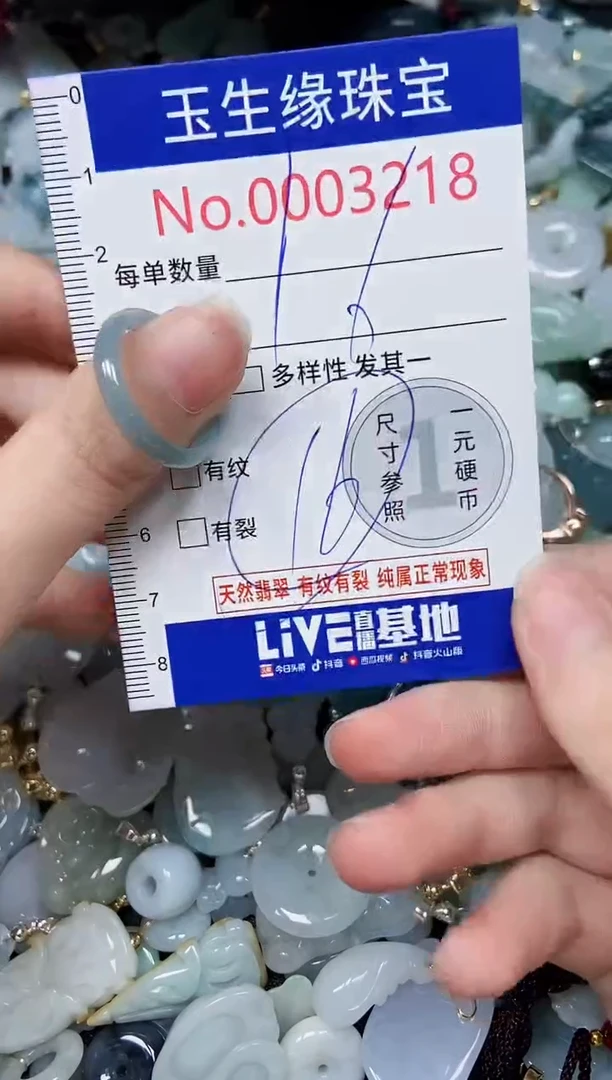 玉生缘珠宝
No.0003218
0
1
2
每单数量
16
多样性 发其一
有纹
有裂
16
尺寸参照
一元硬币
1
6
7
8
天然翡翠 有纹有裂 纯属正常现象
LiVE直播基地
今日头条 抖音 西瓜视频 抖音火山版